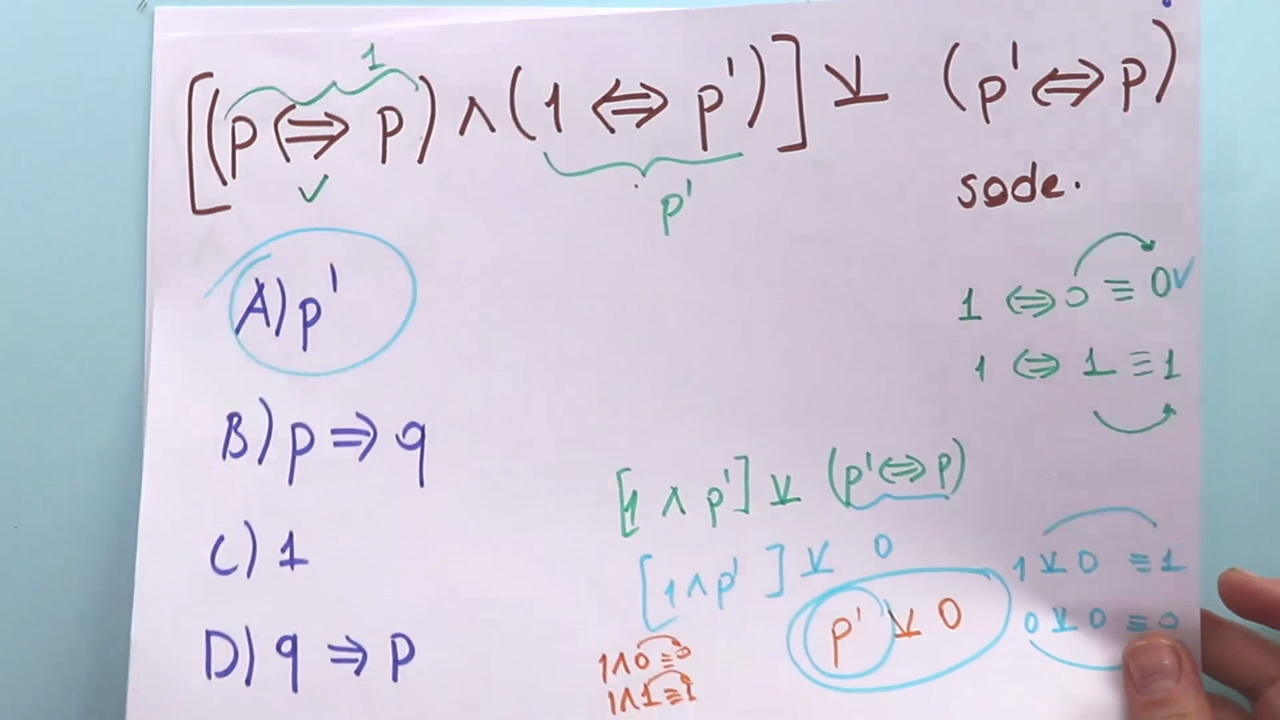 1
[(p ⇔ p) ∧ (1 ⇔ p')] ⊻ (p' ⇔ p)
✓
p'
sade.
A) p'
B) p ⇒ q
C) 1
D) q ⇒ p
1 ⇔ 0 ≡ 0 ✓
1 ⇔ 1 ≡ 1
[1 ∧ p'] ⊻ (p' ⇔ p)
[1 ∧ p'] ⊻ 0
p' ⊻ 0
1 ∧ 0 ≡ 0
1 ∧ 1 ≡ 1
1 ⊻ 0 ≡ 1
0 ⊻ 0 ≡ 0